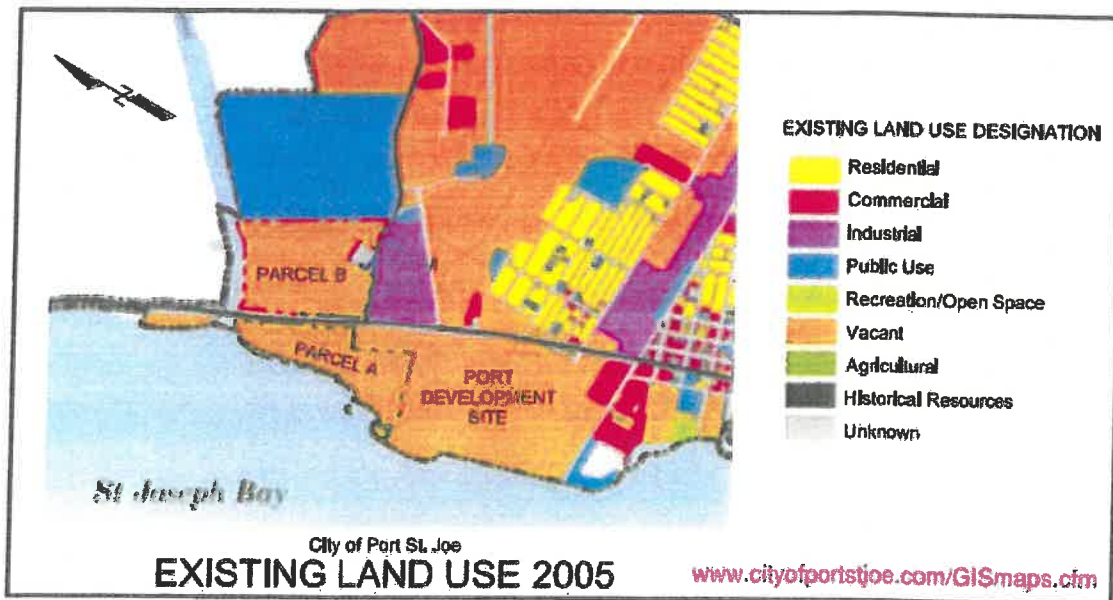 N
PARCEL B
PARCEL A
PORT
DEVELOPMENT
SITE
St Joseph Bay
EXISTING LAND USE DESIGNATION
Residential
Commercial
Industrial
Public Use
Recreation/Open Space
Vacant
Agricultural
Historical Resources
Unknown
City of Port St. Joe
EXISTING LAND USE 2005
www.cityofportstjoe.com/GISmaps.cfm